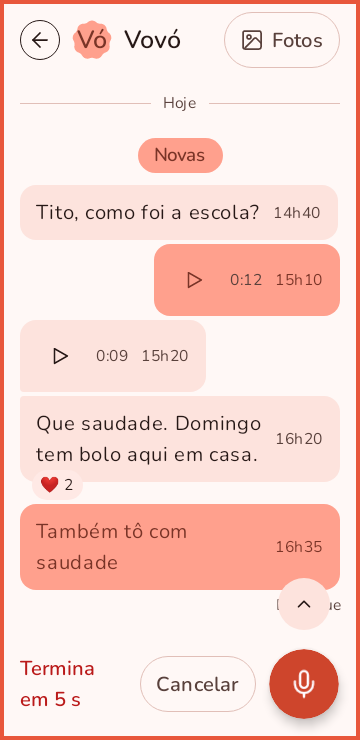 Vó Vovó Fotos
Hoje
Novas
Tito, como foi a escola? 14h40
0:12 15h10
0:09 15h20
Que saudade. Domingo
tem bolo aqui em casa. 16h20
❤️ 2
Também tô com
saudade 16h35
Termina
em 5 s
Cancelar